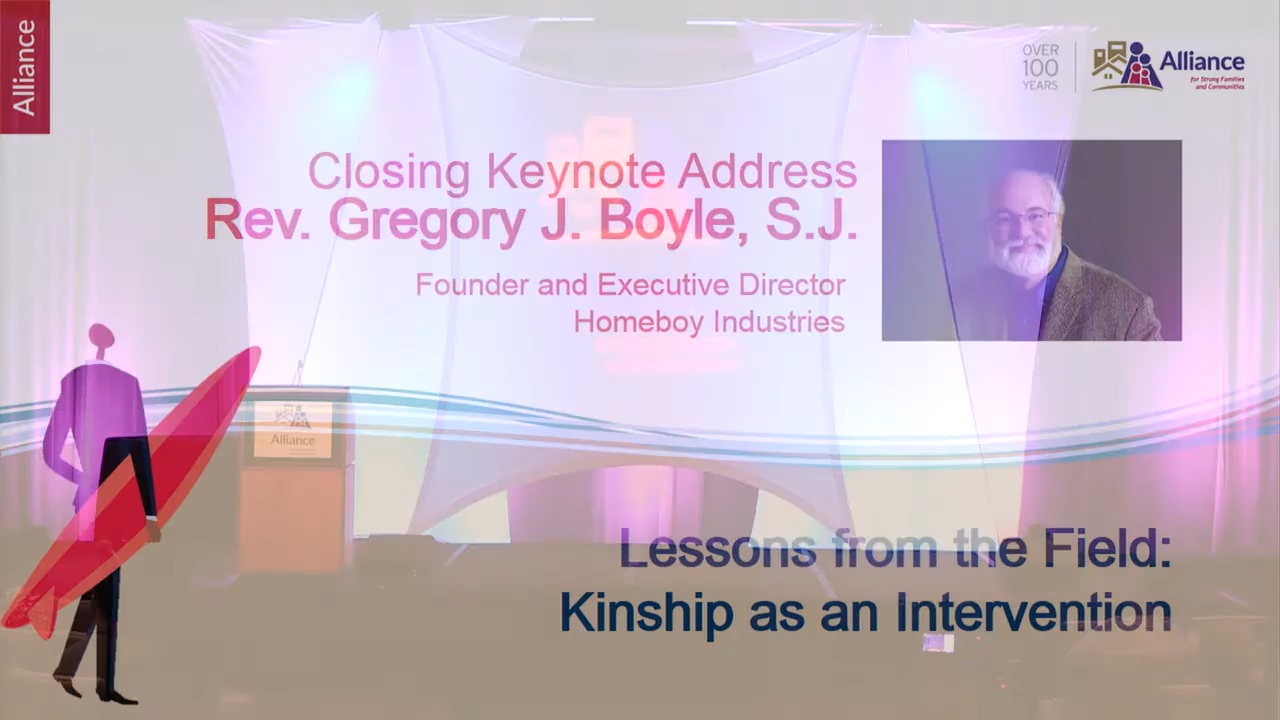 Alliance
OVER
100
YEARS
Alliance
for Strong Families
and Communities
Closing Keynote Address
Rev. Gregory J. Boyle, S.J.
Founder and Executive Director
Homeboy Industries
Alliance
Lessons from the Field:
Kinship as an Intervention